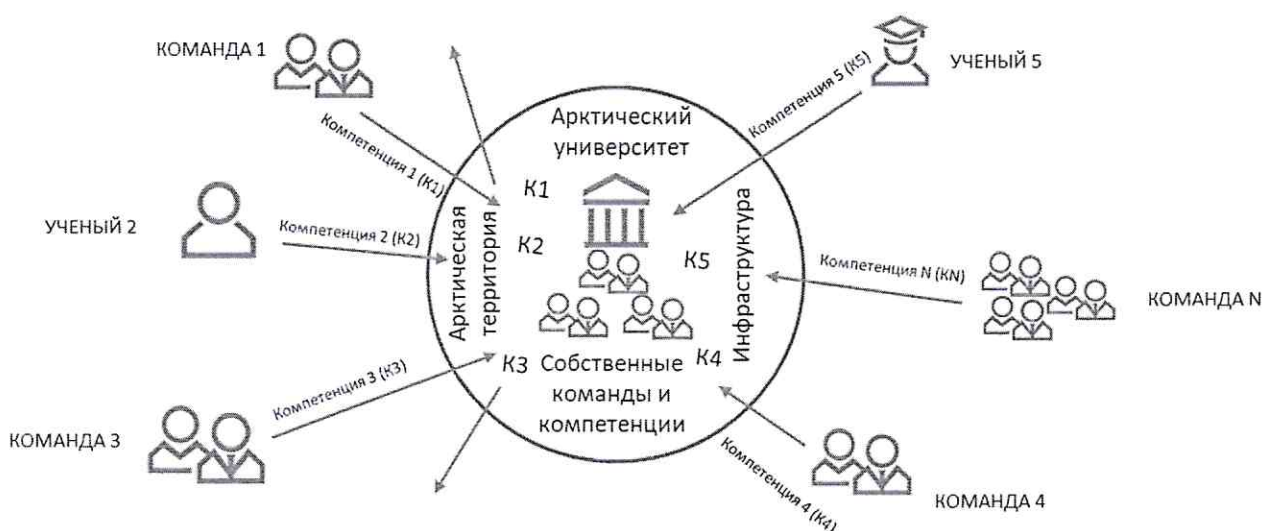 КОМАНДА 1
УЧЕНЫЙ 5
Компетенция 5 (К5)
Арктический
университет
Компетенция 1 (К1)
К1
УЧЕНЫЙ 2
Компетенция 2 (К2)
Арктическая
территория
К2
К5
Инфраструктура
Компетенция N (КN)
КОМАНДА N
Компетенция 3 (К3)
К3
К4
Собственные
команды и
компетенции
КОМАНДА 3
Компетенция 4 (К4)
КОМАНДА 4